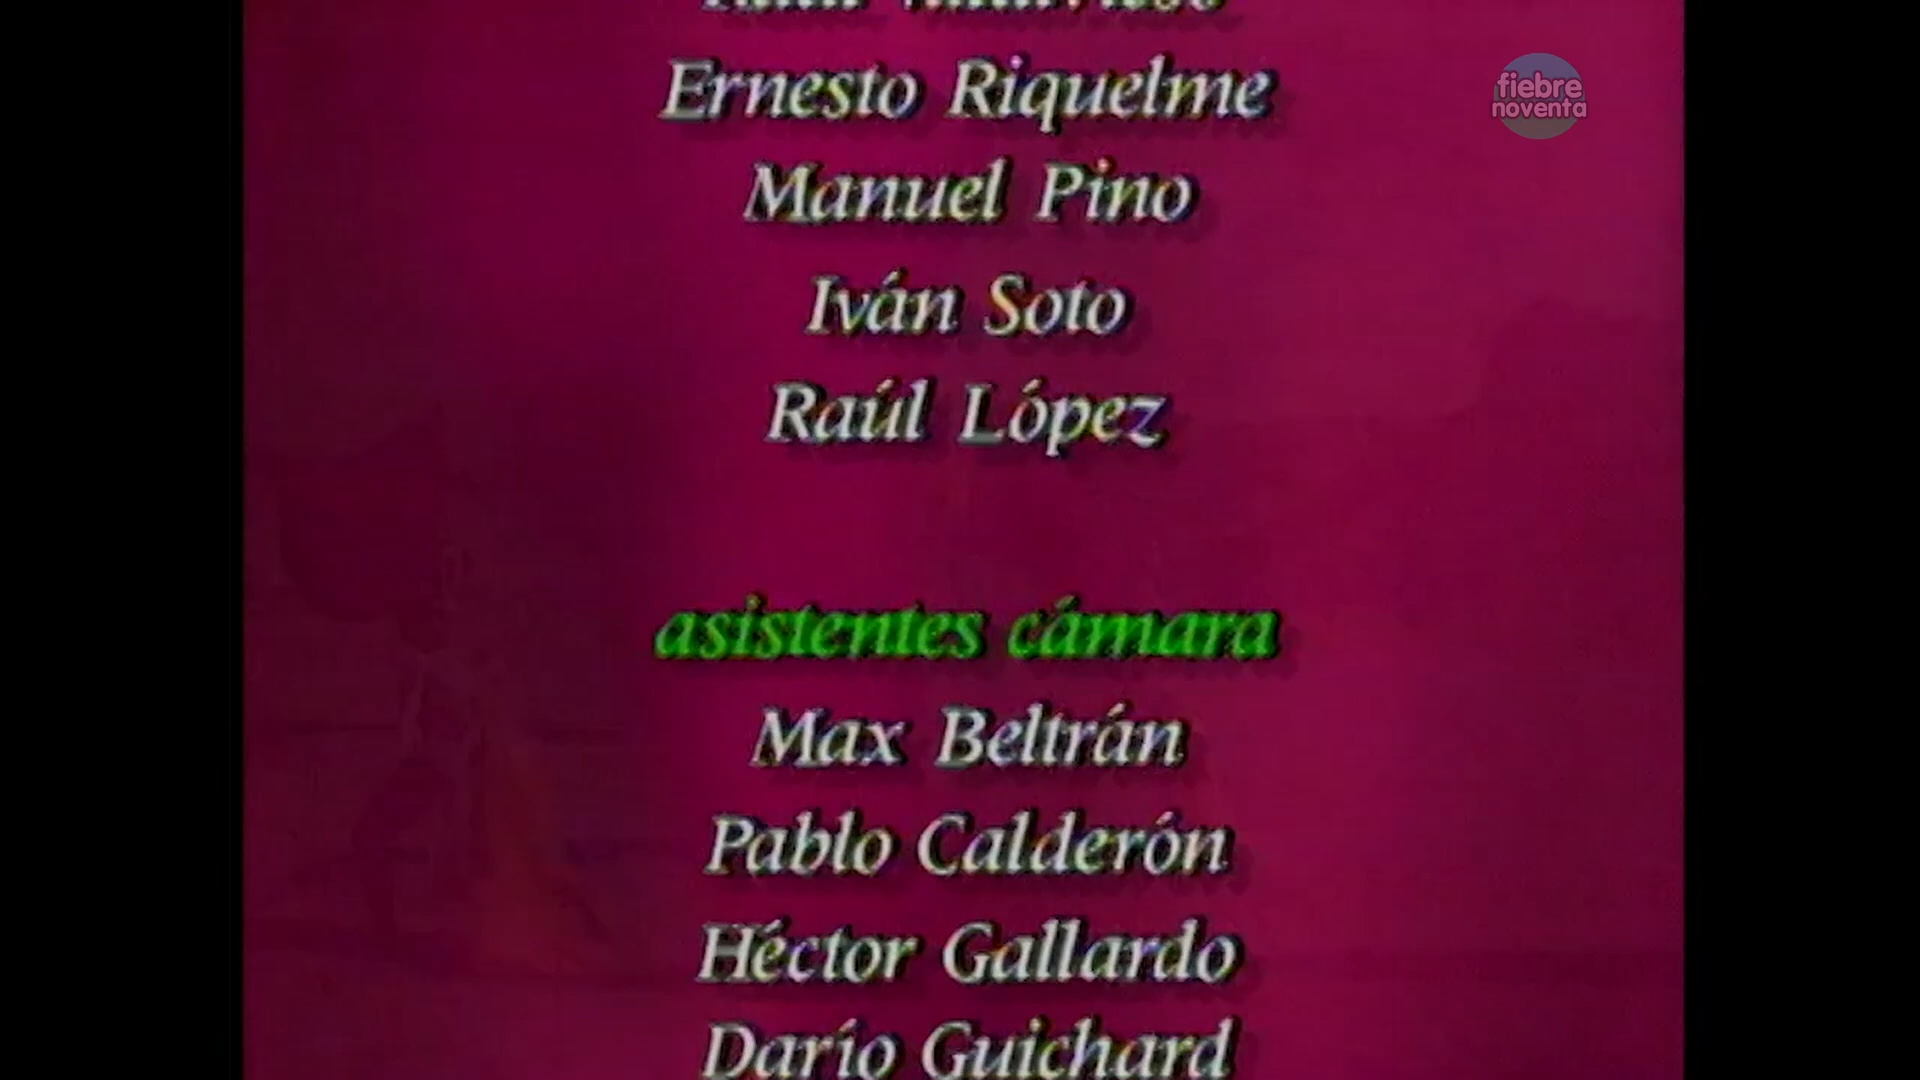 Ernesto Riquelme
Manuel Pino
Iván Soto
Raúl López
asistentes cámara
Max Beltrán
Pablo Calderón
Héctor Gallardo
Darío Guichard
fiebre
noventa